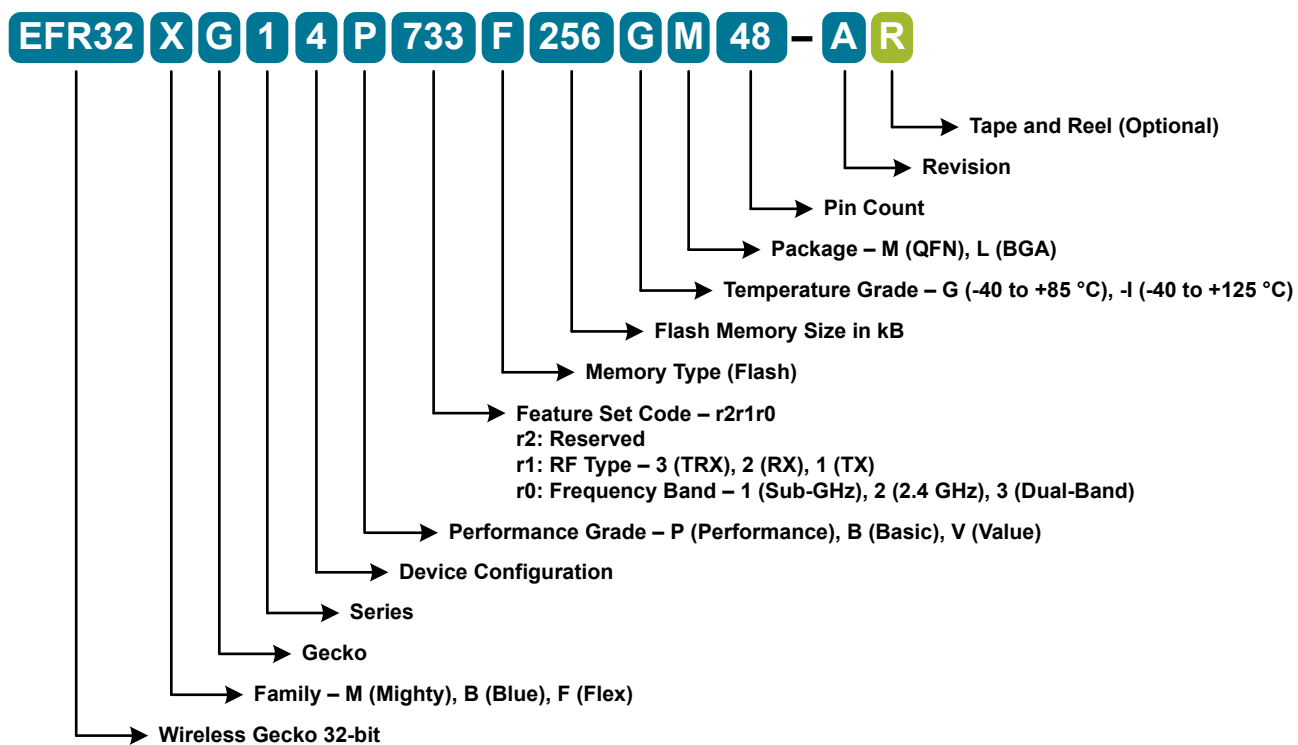 EFR32 X G 1 4 P 733 F 256 G M 48 – A R
Tape and Reel (Optional)
Revision
Pin Count
Package – M (QFN), L (BGA)
Temperature Grade – G (-40 to +85 °C), -I (-40 to +125 °C)
Flash Memory Size in kB
Memory Type (Flash)
Feature Set Code – r2r1r0
r2: Reserved
r1: RF Type – 3 (TRX), 2 (RX), 1 (TX)
r0: Frequency Band – 1 (Sub-GHz), 2 (2.4 GHz), 3 (Dual-Band)
Performance Grade – P (Performance), B (Basic), V (Value)
Device Configuration
Series
Gecko
Family – M (Mighty), B (Blue), F (Flex)
Wireless Gecko 32-bit